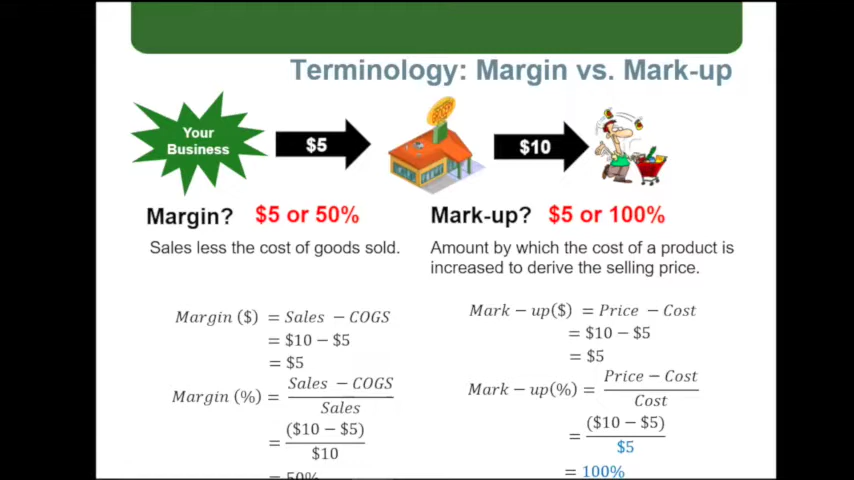 Terminology: Margin vs. Mark-up
Your
Business
$5
$10
Margin? $5 or 50%
Sales less the cost of goods sold.
Margin ($) = Sales − COGS
= $10 − $5
= $5
Margin (%) = Sales − COGS
Sales
= ($10 − $5)
$10
= 50%
Mark-up? $5 or 100%
Amount by which the cost of a product is
increased to derive the selling price.
Mark − up($) = Price − Cost
= $10 − $5
= $5
Mark − up(%) = Price − Cost
Cost
= ($10 − $5)
$5
= 100%